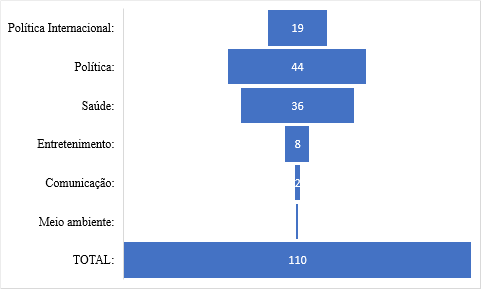 Política Internacional: 19
Política: 44
Saúde: 36
Entretenimento: 8
Comunicação: 2
Meio ambiente:
TOTAL: 110